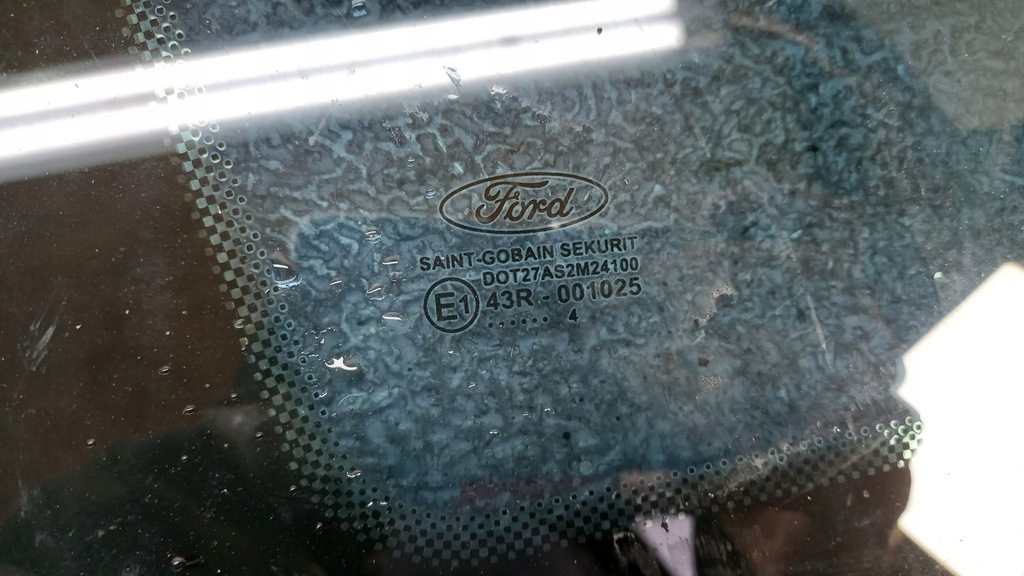 Ford
SAINT-GOBAIN SEKURIT
DOT27AS2M24100
E1 43R - 001025
...... 4